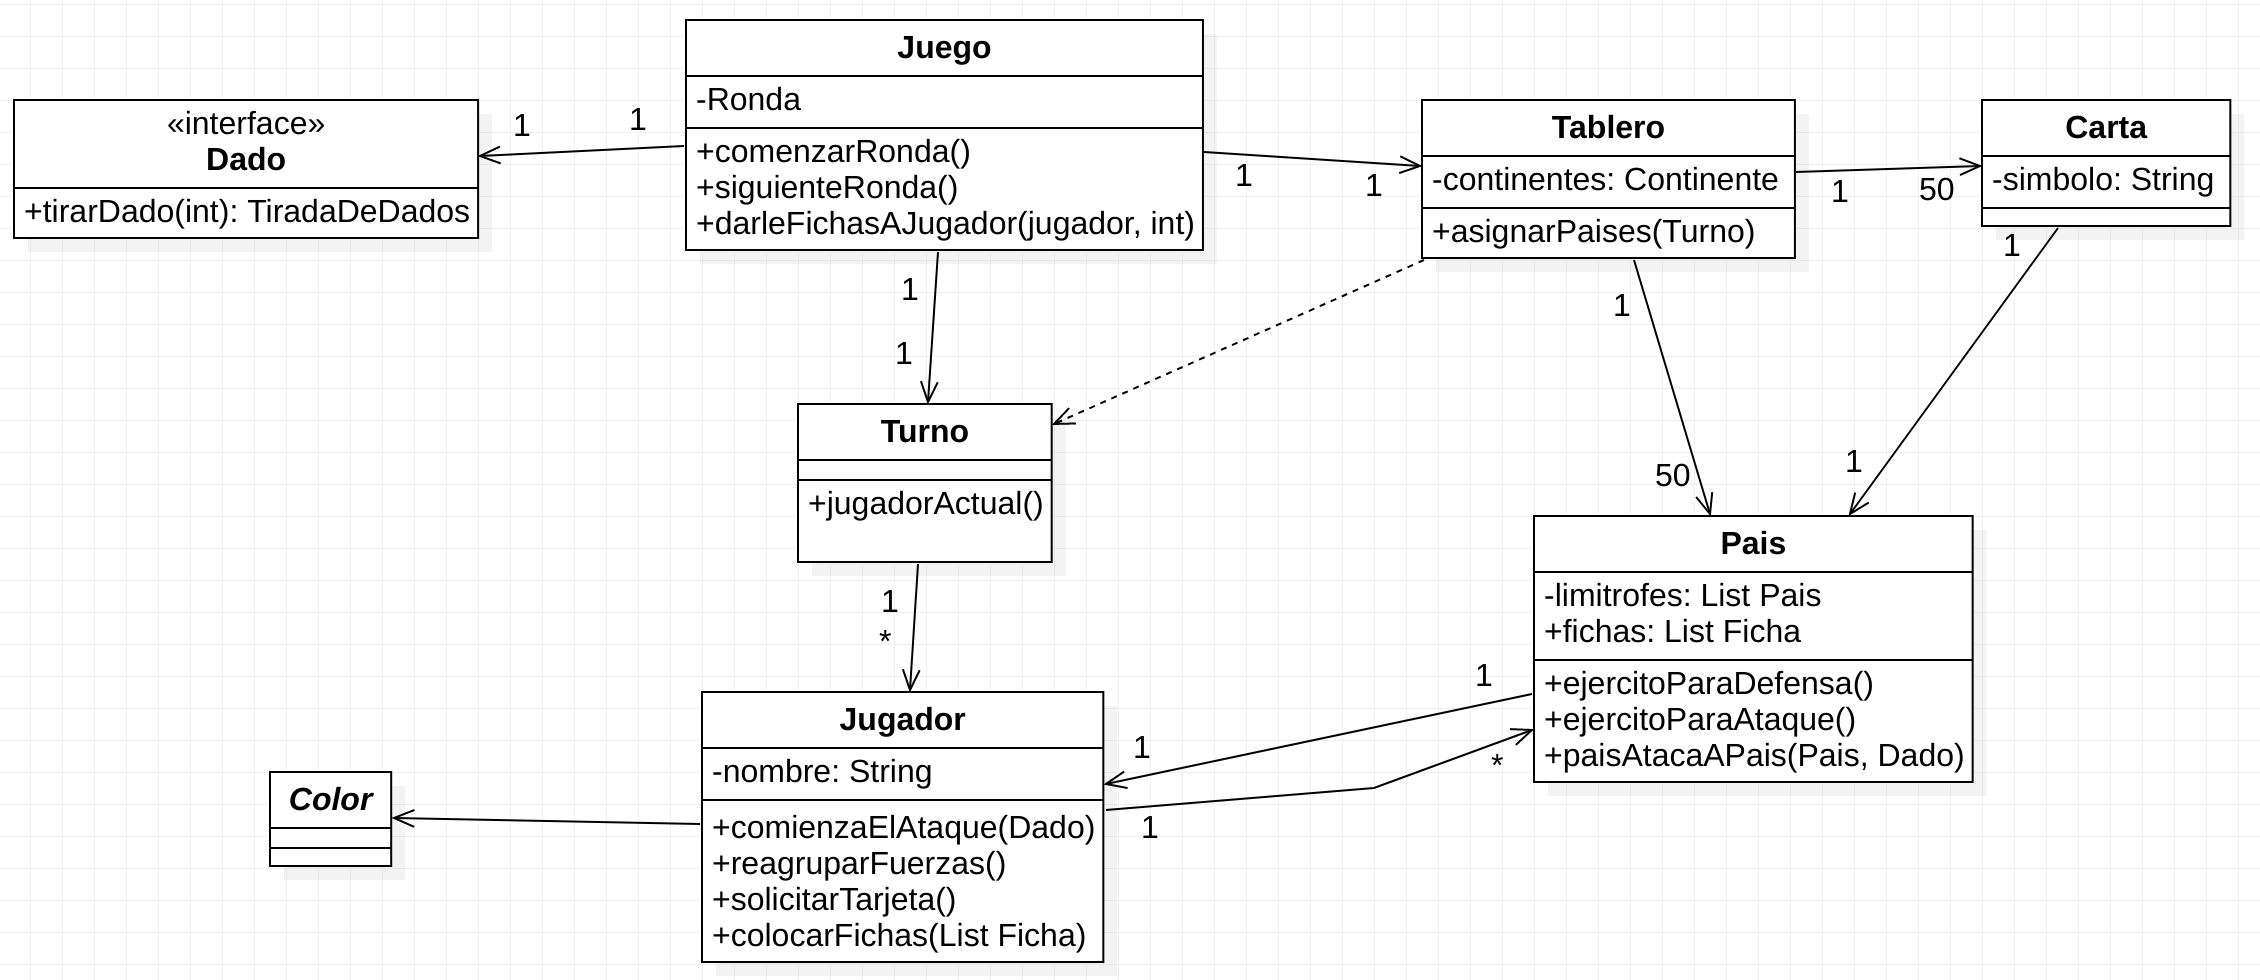 Juego
-Ronda
+comenzarRonda()
+siguienteRonda()
+darleFichasAJugador(jugador, int)
«interface»
Dado
+tirarDado(int): TiradaDeDados
1
1
1
1
Tablero
-continentes: Continente
+asignarPaises(Turno)
1
50
Carta
-simbolo: String
1
1
1
1
50
1
Turno
+jugadorActual()
1
*
Pais
-limitrofes: List Pais
+fichas: List Ficha
+ejercitoParaDefensa()
+ejercitoParaAtaque()
+paisAtacaAPais(Pais, Dado)
1
1
*
1
Jugador
-nombre: String
+comienzaElAtaque(Dado)
+reagruparFuerzas()
+solicitarTarjeta()
+colocarFichas(List Ficha)
Color